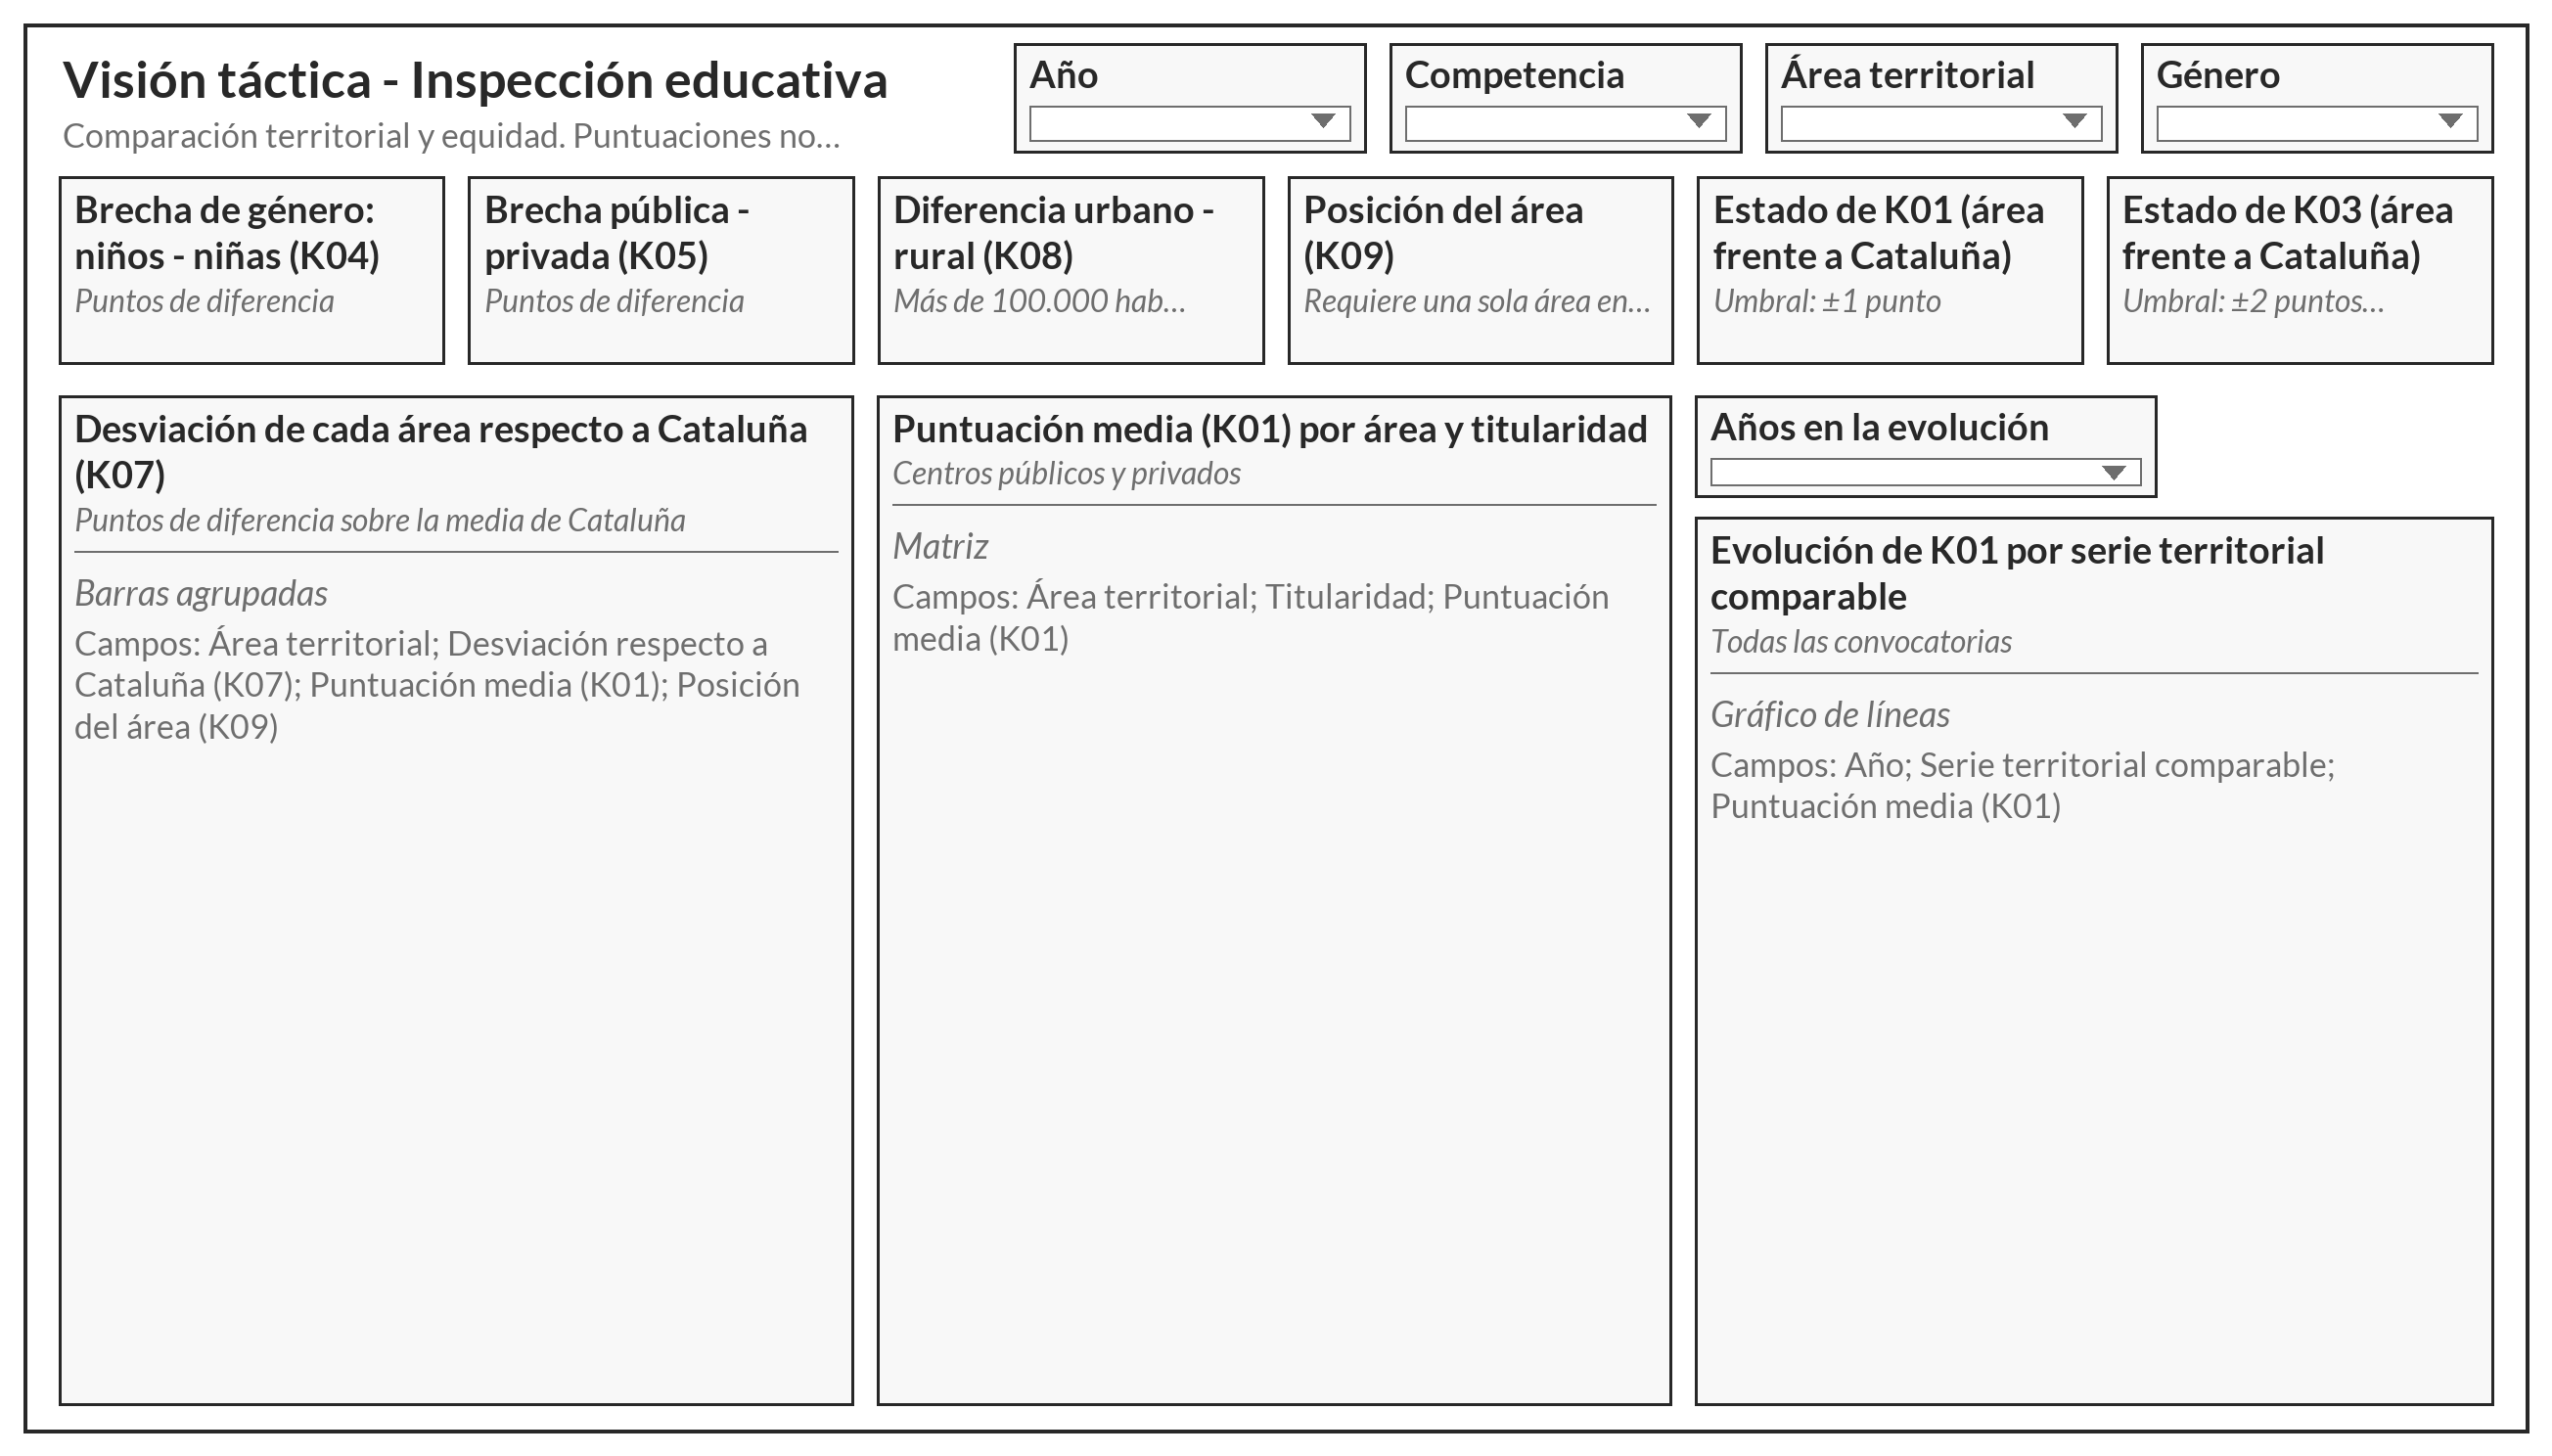 Visión táctica - Inspección educativa
Comparación territorial y equidad. Puntuaciones no...
Año
Competencia
Área territorial
Género
Brecha de género:
niños - niñas (K04)
Puntos de diferencia
Brecha pública -
privada (K05)
Puntos de diferencia
Diferencia urbano -
rural (K08)
Más de 100.000 hab...
Posición del área
(K09)
Requiere una sola área en...
Estado de K01 (área
frente a Cataluña)
Umbral: ±1 punto
Estado de K03 (área
frente a Cataluña)
Umbral: ±2 puntos...
Desviación de cada área respecto a Cataluña
(K07)
Puntos de diferencia sobre la media de Cataluña
Barras agrupadas
Campos: Área territorial; Desviación respecto a
Cataluña (K07); Puntuación media (K01); Posición
del área (K09)
Puntuación media (K01) por área y titularidad
Centros públicos y privados
Matriz
Campos: Área territorial; Titularidad; Puntuación
media (K01)
Años en la evolución
Evolución de K01 por serie territorial
comparable
Todas las convocatorias
Gráfico de líneas
Campos: Año; Serie territorial comparable;
Puntuación media (K01)